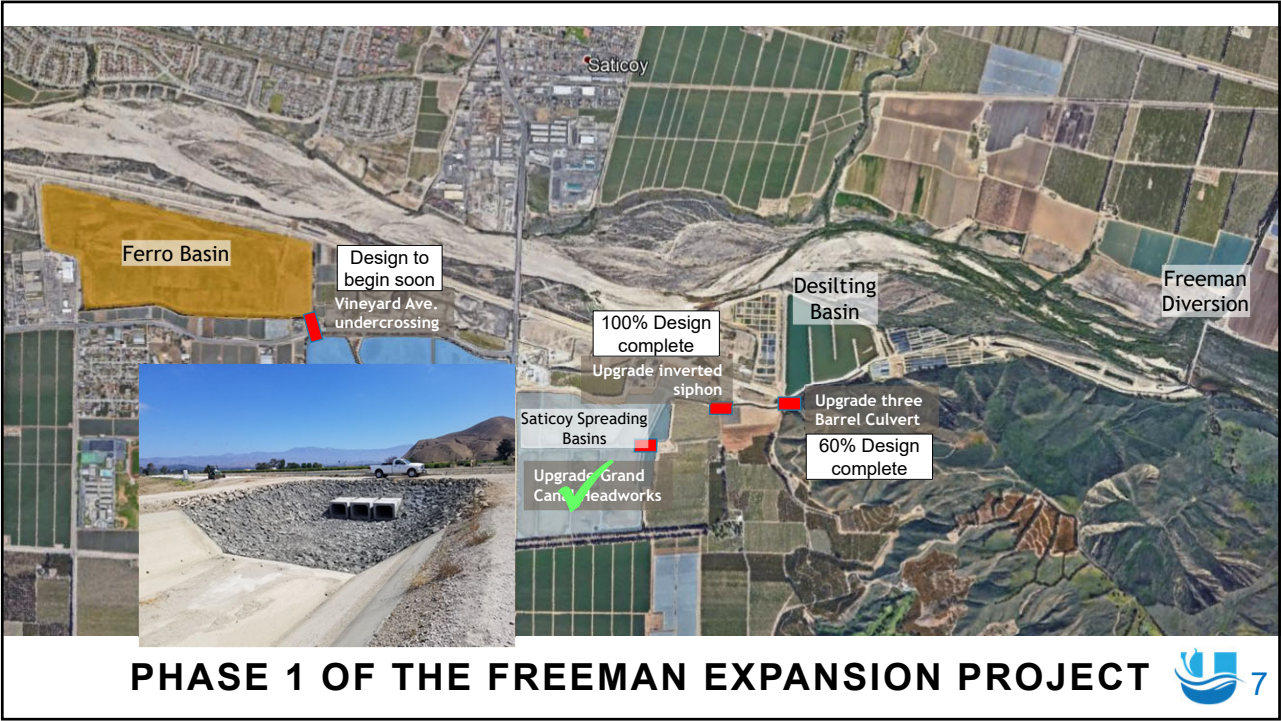 Saticoy
Ferro Basin
Design to
begin soon
Vineyard Ave.
undercrossing
100% Design
complete
Upgrade inverted
siphon
Desilting
Basin
Freeman
Diversion
Saticoy Spreading
Basins
Upgrade Grand
Canal Headworks
Upgrade three
Barrel Culvert
60% Design
complete
PHASE 1 OF THE FREEMAN EXPANSION PROJECT
7